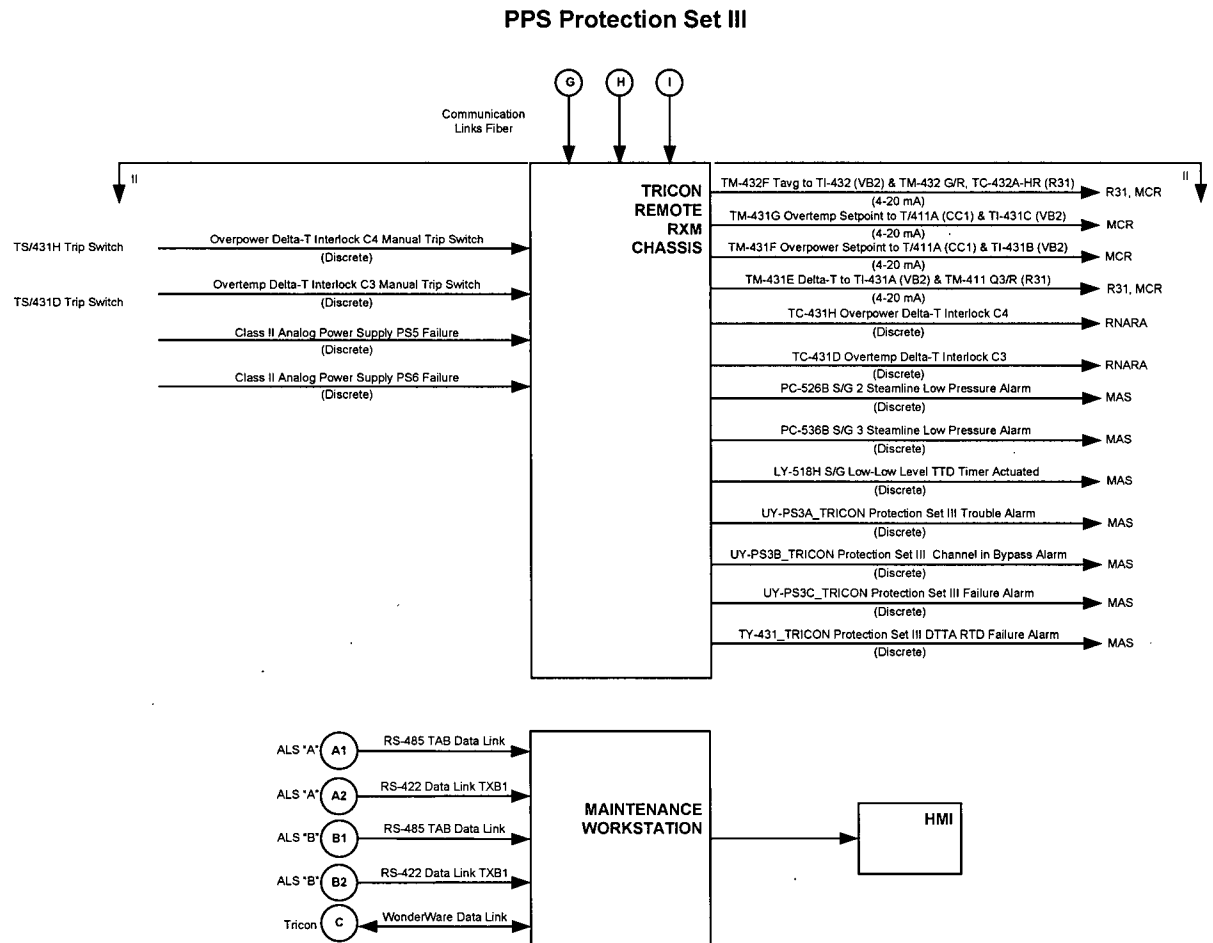 PPS Protection Set III
G
H
I
Communication
Links Fiber
II
II
TRICON
REMOTE
RXM
CHASSIS
TS/431H Trip Switch
Overpower Delta-T Interlock C4 Manual Trip Switch
(Discrete)
TS/431D Trip Switch
Overtemp Delta-T Interlock C3 Manual Trip Switch
(Discrete)
Class II Analog Power Supply PS5 Failure
(Discrete)
Class II Analog Power Supply PS6 Failure
(Discrete)
TM-432F Tavg to TI-432 (VB2) & TM-432 G/R, TC-432A-HR (R31)
(4-20 mA)
R31, MCR
TM-431G Overtemp Setpoint to T/411A (CC1) & TI-431C (VB2)
(4-20 mA)
MCR
TM-431F Overpower Setpoint to T/411A (CC1) & TI-431B (VB2)
(4-20 mA)
MCR
TM-431E Delta-T to TI-431A (VB2) & TM-411 Q3/R (R31)
(4-20 mA)
R31, MCR
TC-431H Overpower Delta-T Interlock C4
(Discrete)
RNARA
TC-431D Overtemp Delta-T Interlock C3
(Discrete)
RNARA
PC-526B S/G 2 Steamline Low Pressure Alarm
(Discrete)
MAS
PC-536B S/G 3 Steamline Low Pressure Alarm
(Discrete)
MAS
LY-518H S/G Low-Low Level TTD Timer Actuated
(Discrete)
MAS
UY-PS3A_TRICON Protection Set III Trouble Alarm
(Discrete)
MAS
UY-PS3B_TRICON Protection Set III Channel in Bypass Alarm
(Discrete)
MAS
UY-PS3C_TRICON Protection Set III Failure Alarm
(Discrete)
MAS
TY-431_TRICON Protection Set III DTTA RTD Failure Alarm
(Discrete)
MAS
ALS "A"
A1
RS-485 TAB Data Link
ALS "A"
A2
RS-422 Data Link TXB1
ALS "B"
B1
RS-485 TAB Data Link
ALS "B"
B2
RS-422 Data Link TXB1
Tricon
C
WonderWare Data Link
MAINTENANCE
WORKSTATION
HMI